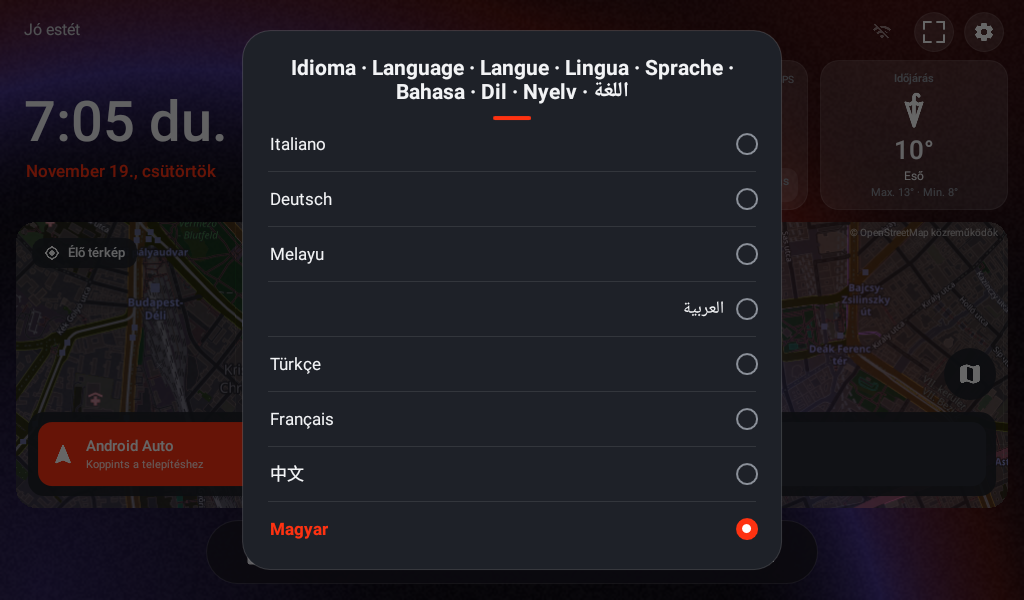 Jó estét
Idioma · Language · Langue · Lingua · Sprache ·
Bahasa · Dil · Nyelv · اللغة
7:05 du.
November 19., csütörtök
Időjárás
10°
Eső
Max. 13° · Min. 8°
Italiano
Deutsch
Melayu
العربية
Türkçe
Français
中文
Magyar
Élő térkép
© OpenStreetMap közreműködők
Budapest-
Déli
Bajcsy-
Zsilinszky
út
Deák Ferenc
tér
Android Auto
Koppints a telepítéshez